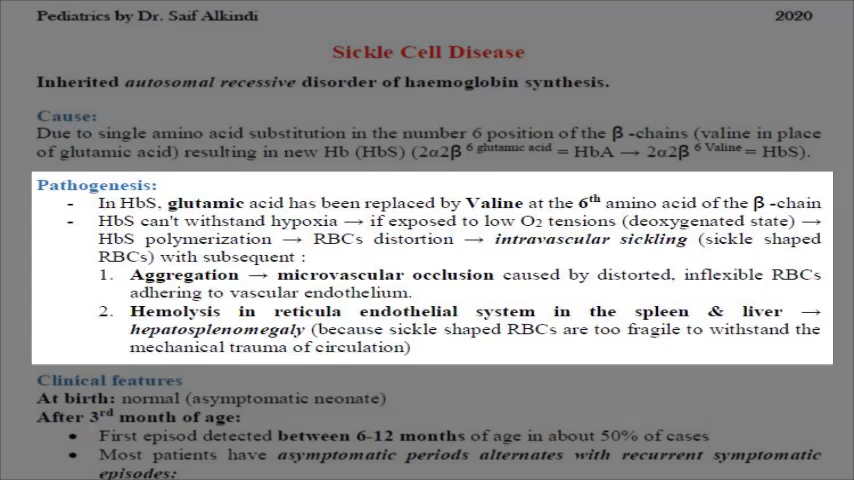 Pediatrics by Dr. Saif Alkindi 2020
Sickle Cell Disease
Inherited autosomal recessive disorder of haemoglobin synthesis.
Cause:
Due to single amino acid substitution in the number 6 position of the β -chains (valine in place
of glutamic acid) resulting in new Hb (HbS) (2α2β 6 glutamic acid = HbA → 2α2β 6 Valine = HbS).
Pathogenesis:
- In HbS, glutamic acid has been replaced by Valine at the 6th amino acid of the β -chain
- HbS can't withstand hypoxia → if exposed to low O2 tensions (deoxygenated state) →
HbS polymerization → RBCs distortion → intravascular sickling (sickle shaped
RBCs) with subsequent :
1. Aggregation → microvascular occlusion caused by distorted, inflexible RBCs
adhering to vascular endothelium.
2. Hemolysis in reticula endothelial system in the spleen & liver →
hepatosplenomegaly (because sickle shaped RBCs are too fragile to withstand the
mechanical trauma of circulation)
Clinical features
At birth: normal (asymptomatic neonate)
After 3rd month of age:
• First episod detected between 6-12 months of age in about 50% of cases
• Most patients have asymptomatic periods alternates with recurrent symptomatic
episodes: